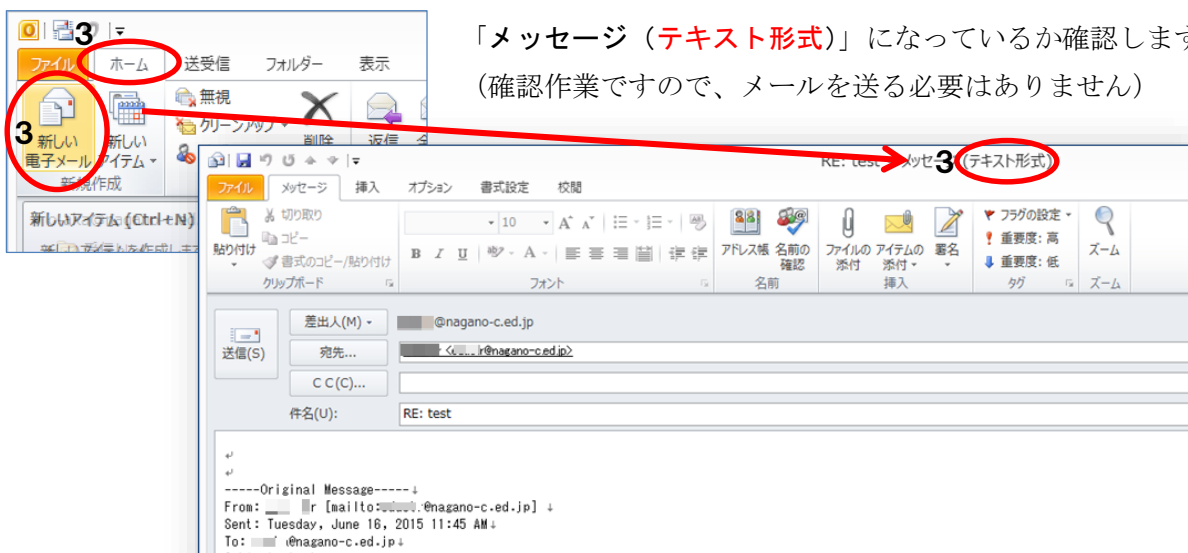 「メッセージ（テキスト形式）」になっているか確認しま
（確認作業ですので、メールを送る必要はありません）
3
ファイル ホーム 送受信 フォルダー 表示
3
新しい
電子メール
新しい
アイテム
無視
クリーンアップ
削除
返信
新規作成
新しいアイテム (Ctrl+N)
RE: test
3
(テキスト形式)
ファイル メッセージ 挿入 オプション 書式設定 校閲
貼り付け
切り取り
コピー
書式のコピー/貼り付け
クリップボード
10
B I U
フォント
アドレス帳 名前の確認
名前
ファイルの添付 アイテムの添付 署名
挿入
フラグの設定
重要度: 高
重要度: 低
タグ
ズーム
ズーム
送信(S)
差出人(M) @nagano-c.ed.jp
宛先... r@nagano-c.ed.jp>
C C(C)...
件名(U): RE: test
-----Original Message-----↓
From: r [mailto: @nagano-c.ed.jp] ↓
Sent: Tuesday, June 16, 2015 11:45 AM↓
To: @nagano-c.ed.jp↓